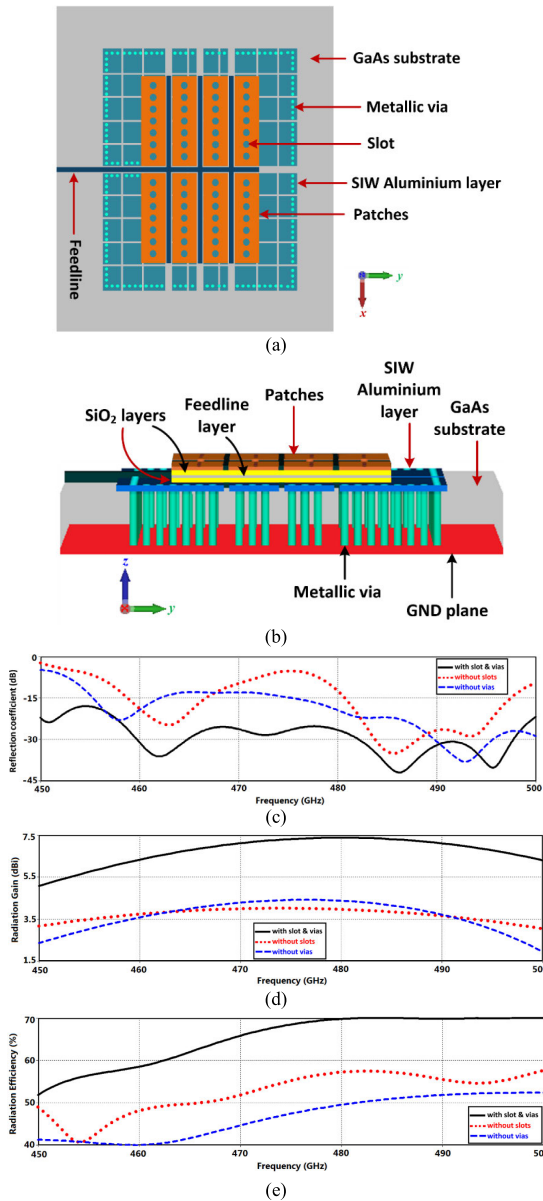 GaAs substrate
Metallic via
Slot
SIW Aluminium layer
Patches
Feedline
y
x
(a)
SiO2 layers
Feedline
layer
Patches
SIW
Aluminium
layer
GaAs
substrate
z
y
Metallic via
GND plane
(b)
Reflection coefficient (dB)
0
-15
-30
-45
with slot & vias
without slots
without vias
450 460 470 480 490 500
Frequency (GHz)
(c)
Radiation Gain (dBi)
7.5
5.5
3.5
1.5
with slot & vias
without slots
without vias
450 460 470 480 490 500
Frequency (GHz)
(d)
Radiation Efficiency (%)
70
60
50
40
with slot & vias
without slots
without vias
450 460 470 480 490 500
Frequency (GHz)
(e)